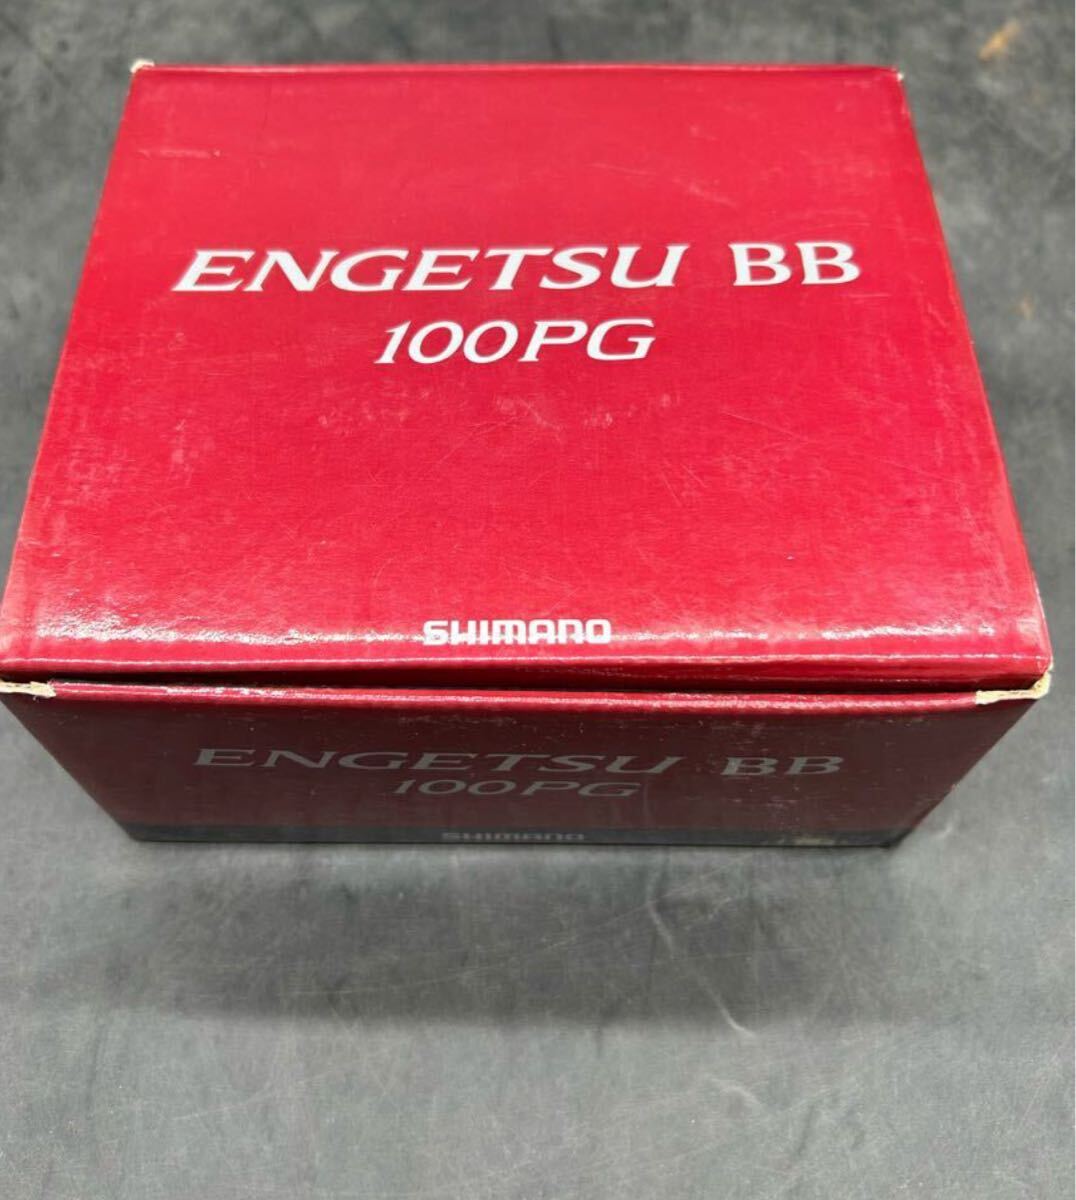 ENGETSU BB
100PG
SHIMANO
ENGETSU BB
100PG
SHIMANO